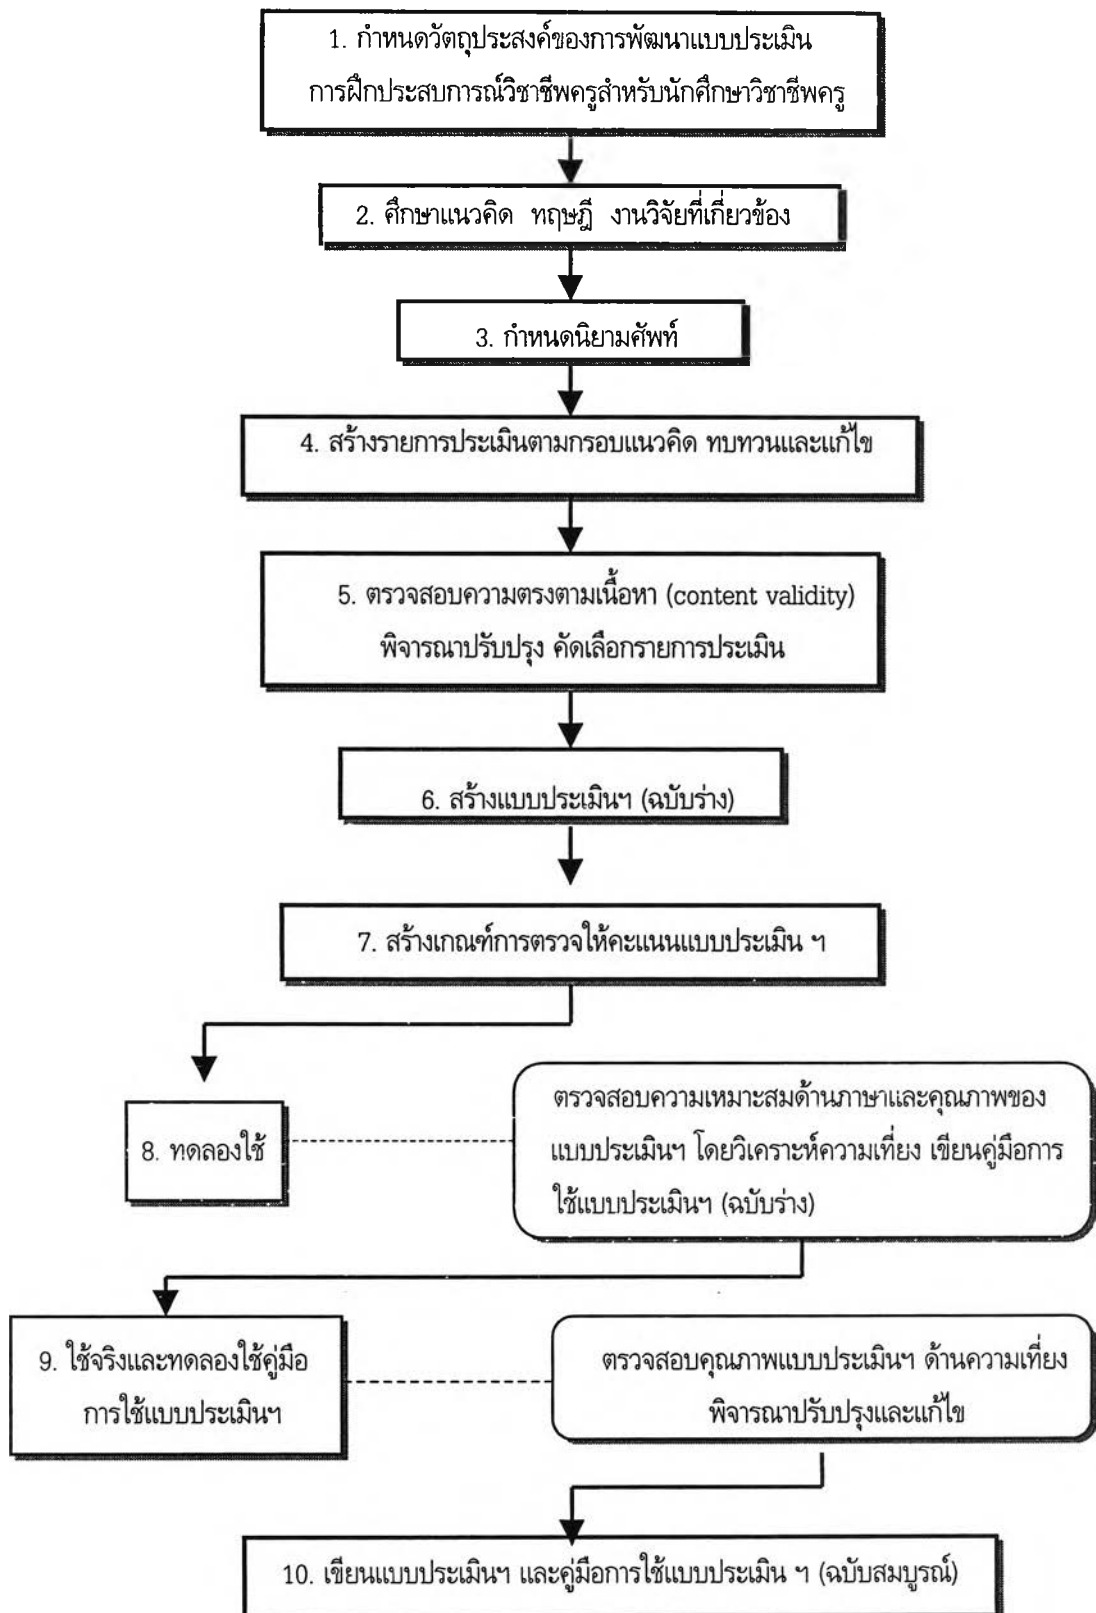 1. กำหนดวัตถุประสงค์ของการพัฒนาแบบประเมิน
การฝึกประสบการณ์วิชาชีพครูสำหรับนักศึกษาวิชาชีพครู
2. ศึกษาแนวคิด ทฤษฎี งานวิจัยที่เกี่ยวข้อง
3. กำหนดนิยามศัพท์
4. สร้างรายการประเมินตามกรอบแนวคิด ทบทวนและแก้ไข
5. ตรวจสอบความตรงตามเนื้อหา (content validity)
พิจารณาปรับปรุง คัดเลือกรายการประเมิน
6. สร้างแบบประเมินฯ (ฉบับร่าง)
7. สร้างเกณฑ์การตรวจให้คะแนนแบบประเมิน ฯ
8. ทดลองใช้
ตรวจสอบความเหมาะสมด้านภาษาและคุณภาพของ
แบบประเมินฯ โดยวิเคราะห์ความเที่ยง เขียนคู่มือการ
ใช้แบบประเมินฯ (ฉบับร่าง)
9. ใช้จริงและทดลองใช้คู่มือ
การใช้แบบประเมินฯ
ตรวจสอบคุณภาพแบบประเมินฯ ด้านความเที่ยง
พิจารณาปรับปรุงและแก้ไข
10. เขียนแบบประเมินฯ และคู่มือการใช้แบบประเมิน ฯ (ฉบับสมบูรณ์)